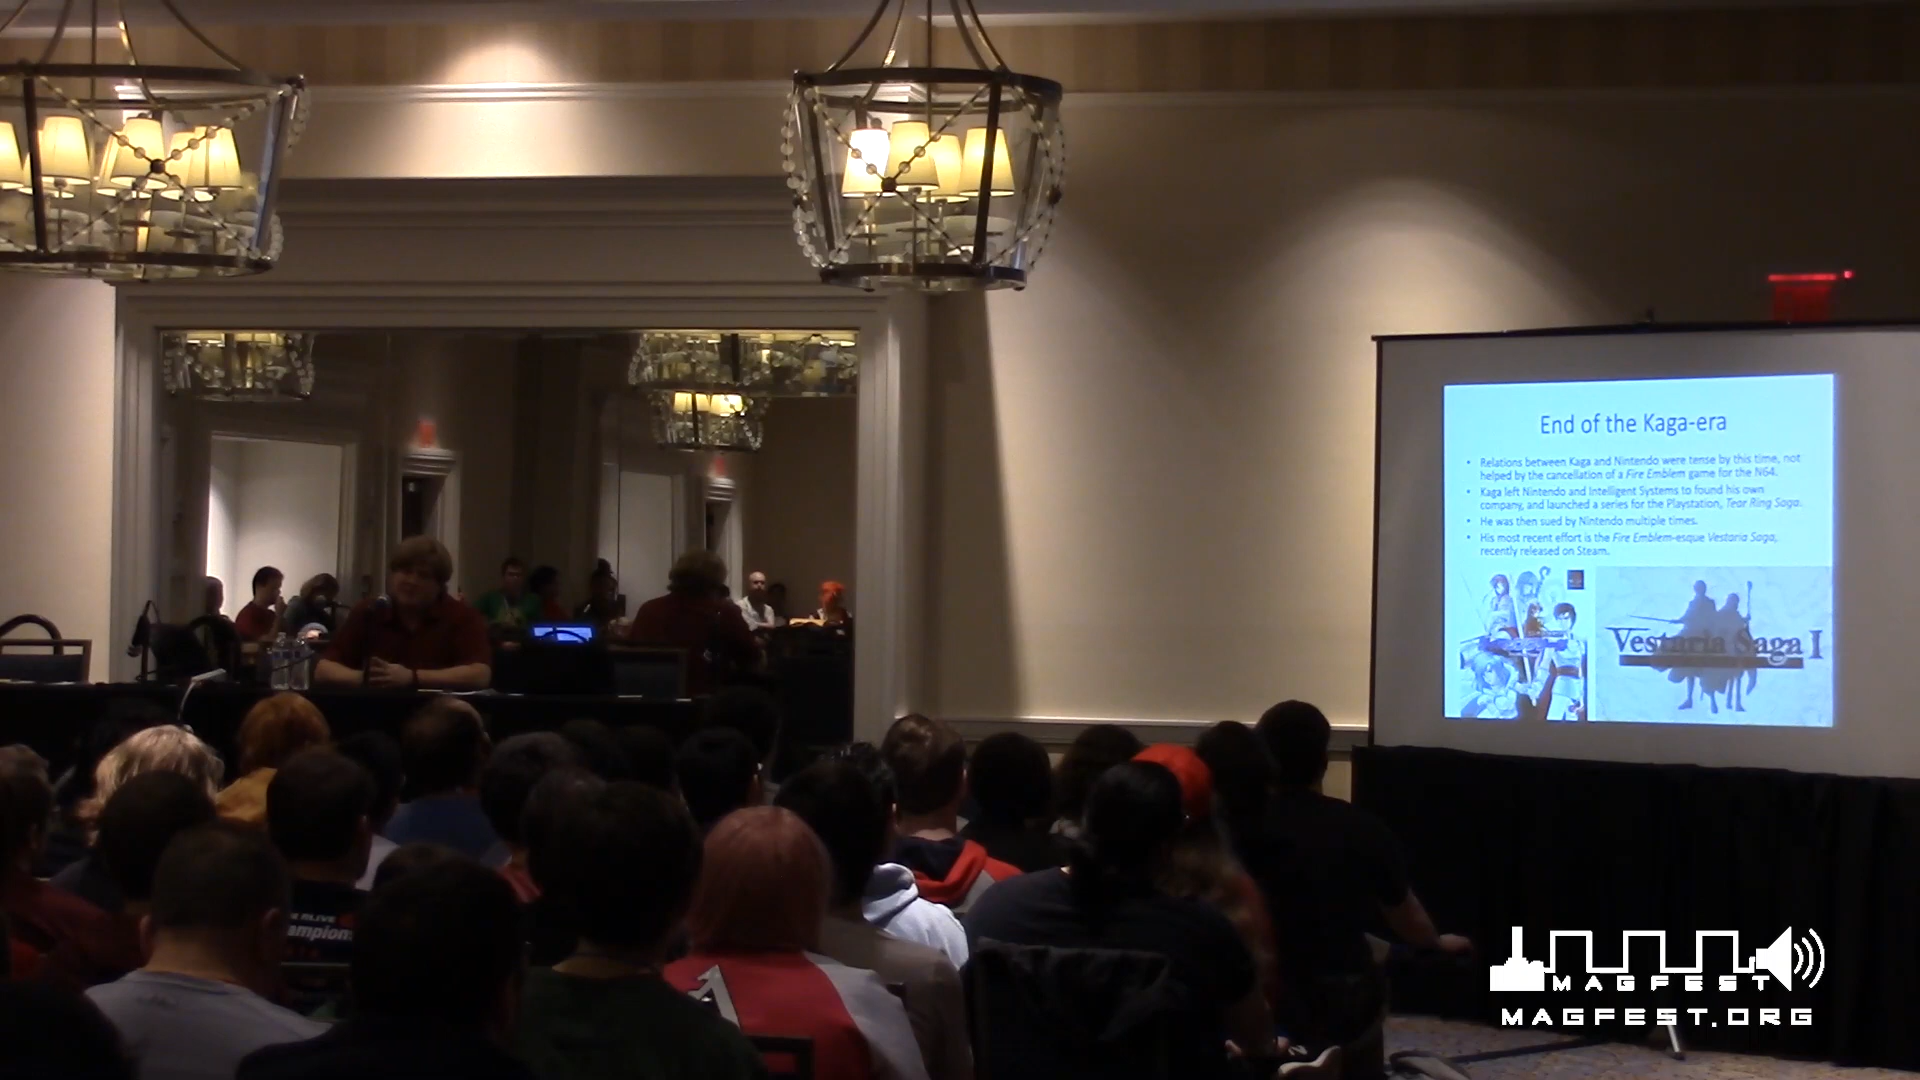 End of the Kaga-era
• Relations between Kaga and Nintendo were tense by this time, not
helped by the cancellation of a Fire Emblem game for the N64.
• Kaga left Nintendo and Intelligent Systems to found his own
company, and launched a series for the Playstation, Tear Ring Saga.
• He was then sued by Nintendo multiple times.
• His most recent effort is the Fire Emblem-esque Vestaria Saga,
recently released on Steam.
Vestaria Saga I
MAGFEST
MAGFEST.ORG